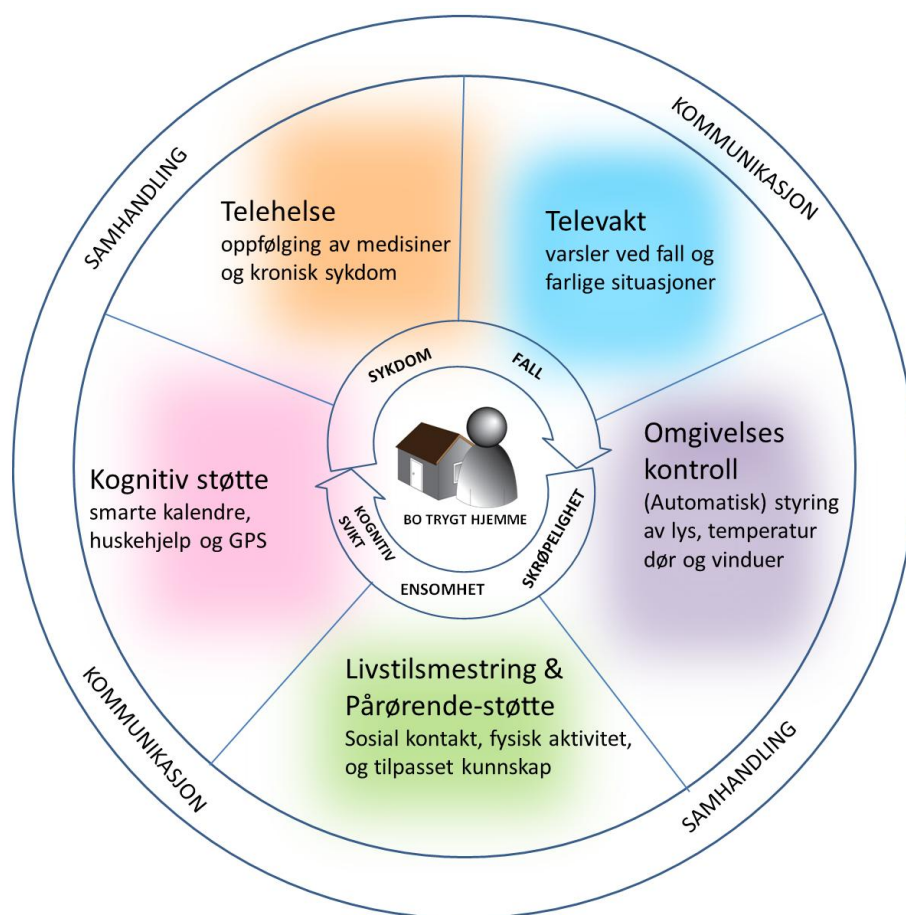 SAMHANDLING
KOMMUNIKASJON
Telehelse
oppfølging av medisiner
og kronisk sykdom
Televakt
varsler ved fall og
farlige situasjoner
SYKDOM
FALL
Omgivelses
kontroll
(Automatisk) styring
av lys, temperatur
dør og vinduer
Kognitiv støtte
smarte kalendre,
huskehjelp og GPS
BO TRYGT HJEMME
KOGNITIV
SVIKT
ENSOMHET
SKRØPELIGHET
Livstilsmestring &
Pårørende-støtte
Sosial kontakt, fysisk aktivitet,
og tilpasset kunnskap
KOMMUNIKASJON
SAMHANDLING